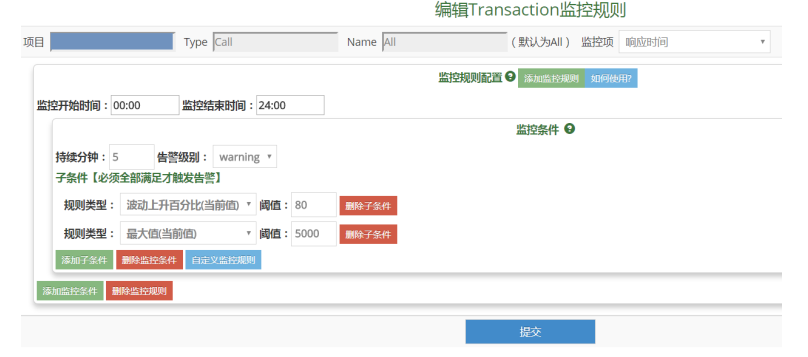 编辑Transaction监控规则
项目 Type Call Name All （默认为All） 监控项 响应时间
监控规则配置 添加监控规则 如何使用?
监控开始时间： 00:00 监控结束时间： 24:00
监控条件
持续分钟： 5 告警级别： warning
子条件【必须全部满足才触发告警】
规则类型： 波动上升百分比(当前值) 阈值： 80 删除子条件
规则类型： 最大值(当前值) 阈值： 5000 删除子条件
添加子条件 删除监控条件 自定义监控规则
添加监控条件 删除监控规则
提交